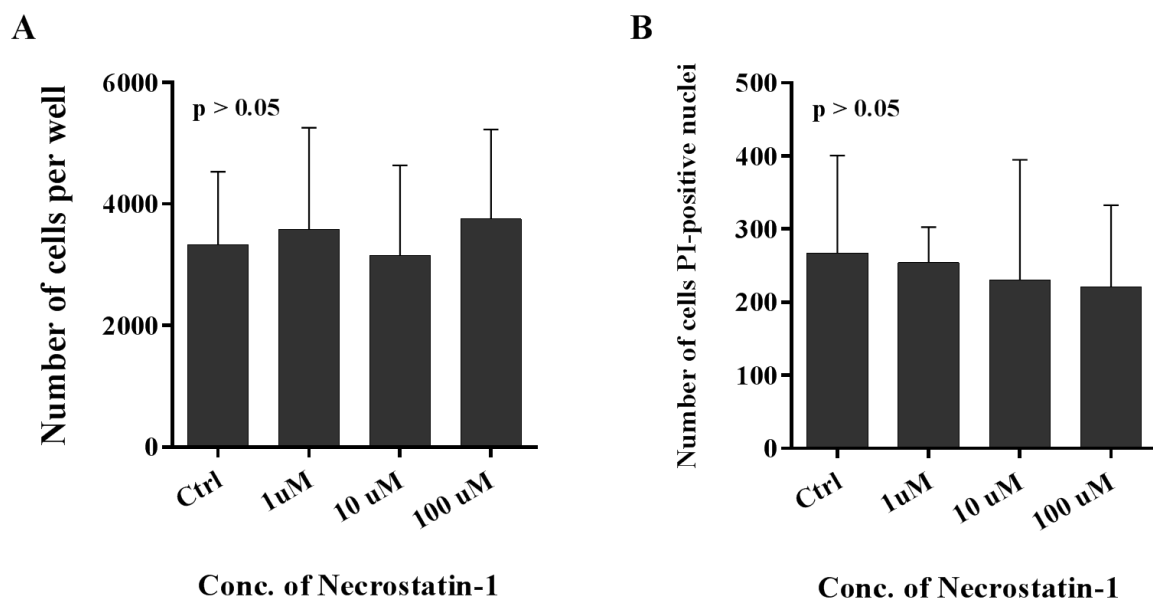 A
Number of cells per well
6000
4000
2000
0
p > 0.05
Ctrl
1uM
10 uM
100 uM
Conc. of Necrostatin-1
B
Number of cells PI-positive nuclei
500
400
300
200
100
0
p > 0.05
Ctrl
1uM
10 uM
100 uM
Conc. of Necrostatin-1